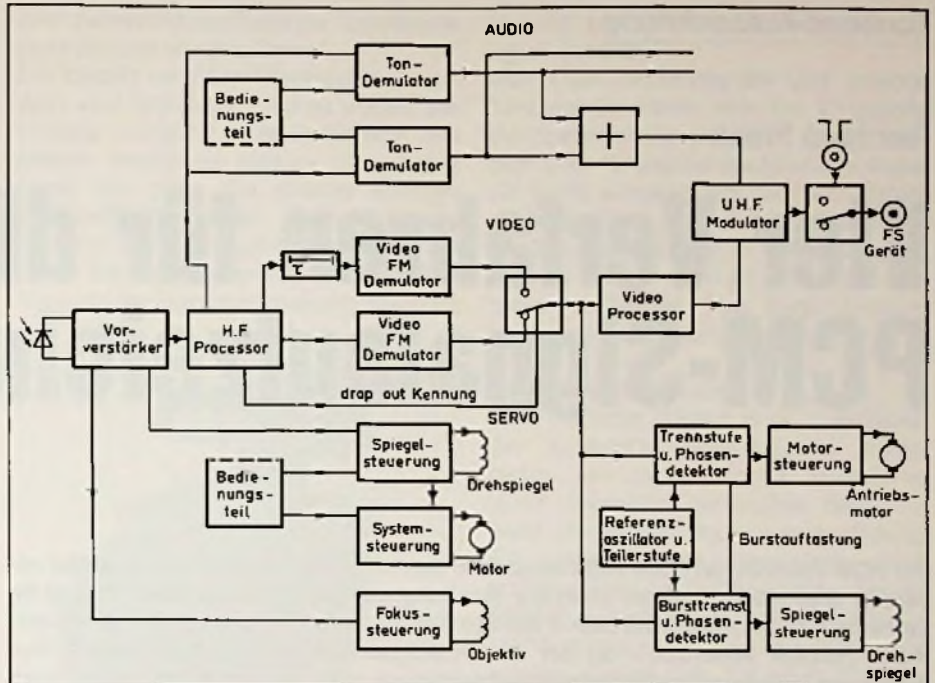 AUDIO
Ton-
Demulator
Bedie-
nungs-
teil
Ton-
Demulator
+
U.H.F.
Modulator
FS
Gerät
VIDEO
τ
Video
FM
Demulator
Vor-
verstärker
H.F.
Processor
Video
FM
Demulator
Video
Processor
drop out Kennung
SERVO
Spiegel-
steuerung
Drehspiegel
Bedie-
nungs-
teil
System-
steuerung
Motor
Fokus-
steuerung
Objektiv
Trennstufe
u. Phasen-
detektor
Motor-
steuerung
Antriebs-
motor
Referenz-
oszillator u.
Teilerstufe
Burstauftastung
Bursttrennst.
u. Phasen-
detektor
Spiegel-
steuerung
Dreh-
spiegel